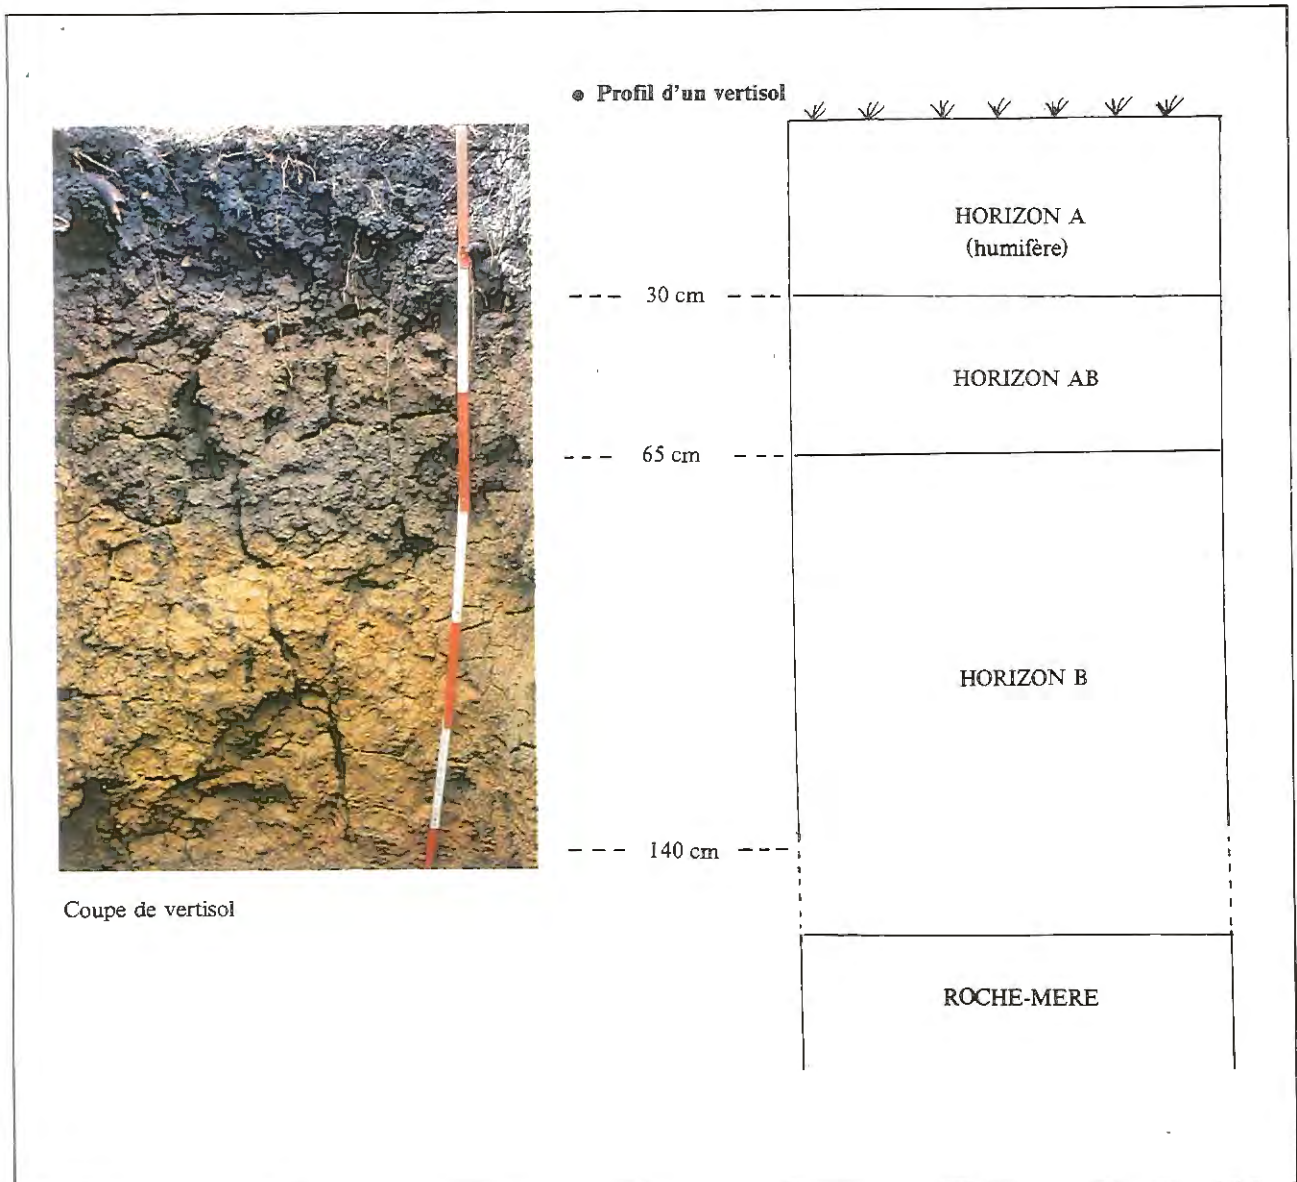 ● Profil d'un vertisol
HORIZON A
(humifère)
--- 30 cm ---
HORIZON AB
--- 65 cm ---
HORIZON B
--- 140 cm ---
Coupe de vertisol
ROCHE-MERE